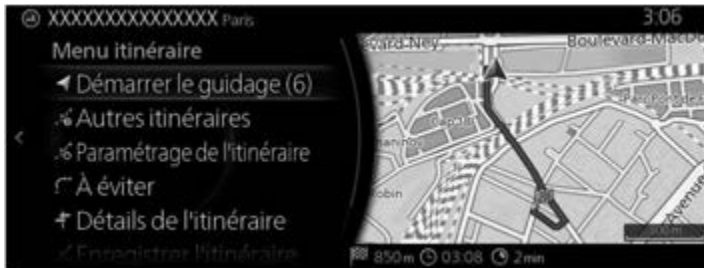 XXXXXXXXXXXXXXX Paris
3:06
Menu itinéraire
Démarrer le guidage (6)
Autres itinéraires
Paramétrage de l'itinéraire
À éviter
Détails de l'itinéraire
Enregistrer l'itinéraire
Ney
Boulevard
Avenue
850m 03:08 2min